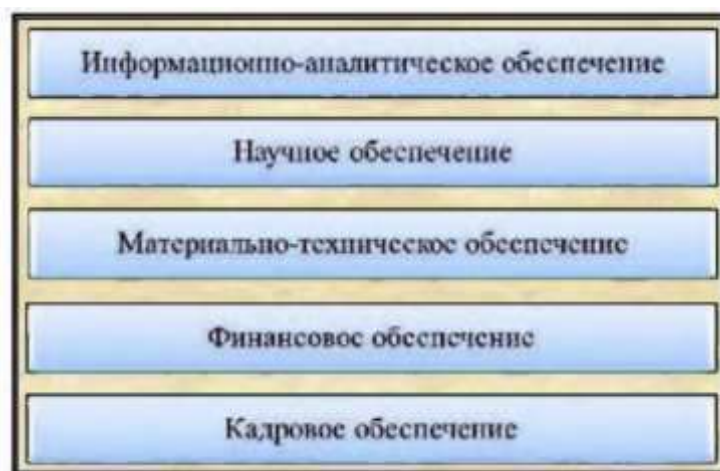 Информационно-аналитическое обеспечение
Научное обеспечение
Материально-техническое обеспечение
Финансовое обеспечение
Кадровое обеспечение